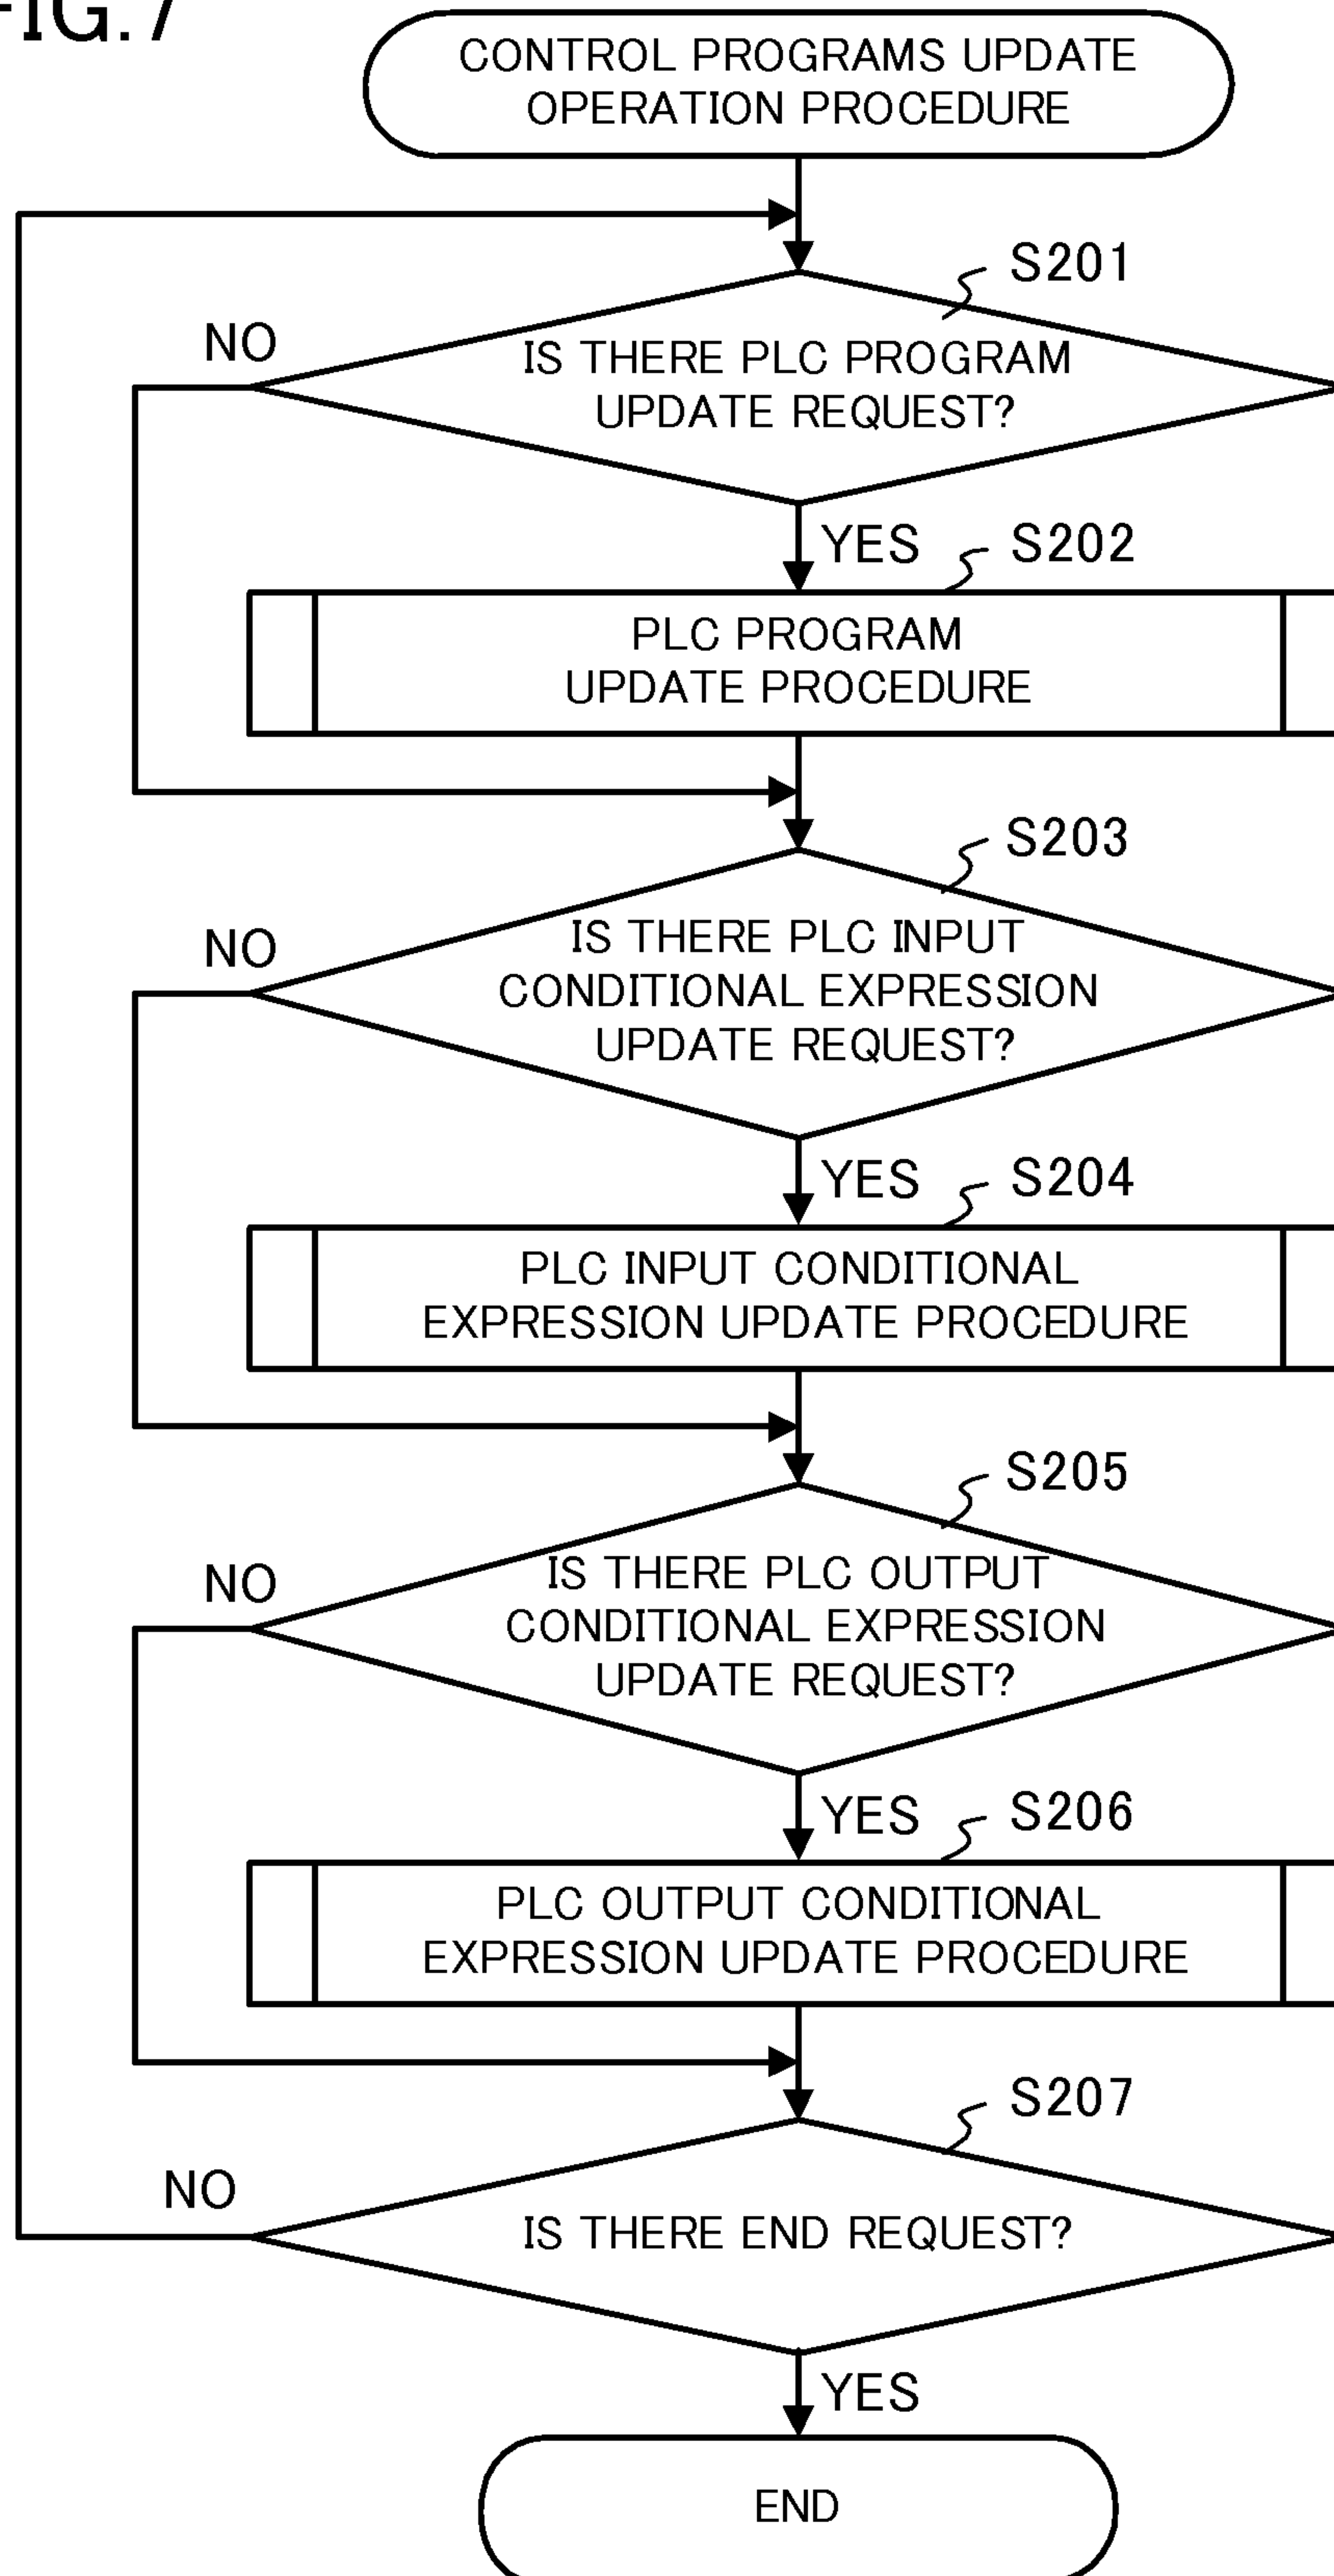 FIG.7
CONTROL PROGRAMS UPDATE
OPERATION PROCEDURE
S201
NO
IS THERE PLC PROGRAM
UPDATE REQUEST?
YES
S202
PLC PROGRAM
UPDATE PROCEDURE
S203
NO
IS THERE PLC INPUT
CONDITIONAL EXPRESSION
UPDATE REQUEST?
YES
S204
PLC INPUT CONDITIONAL
EXPRESSION UPDATE PROCEDURE
S205
NO
IS THERE PLC OUTPUT
CONDITIONAL EXPRESSION
UPDATE REQUEST?
YES
S206
PLC OUTPUT CONDITIONAL
EXPRESSION UPDATE PROCEDURE
S207
NO
IS THERE END REQUEST?
YES
END